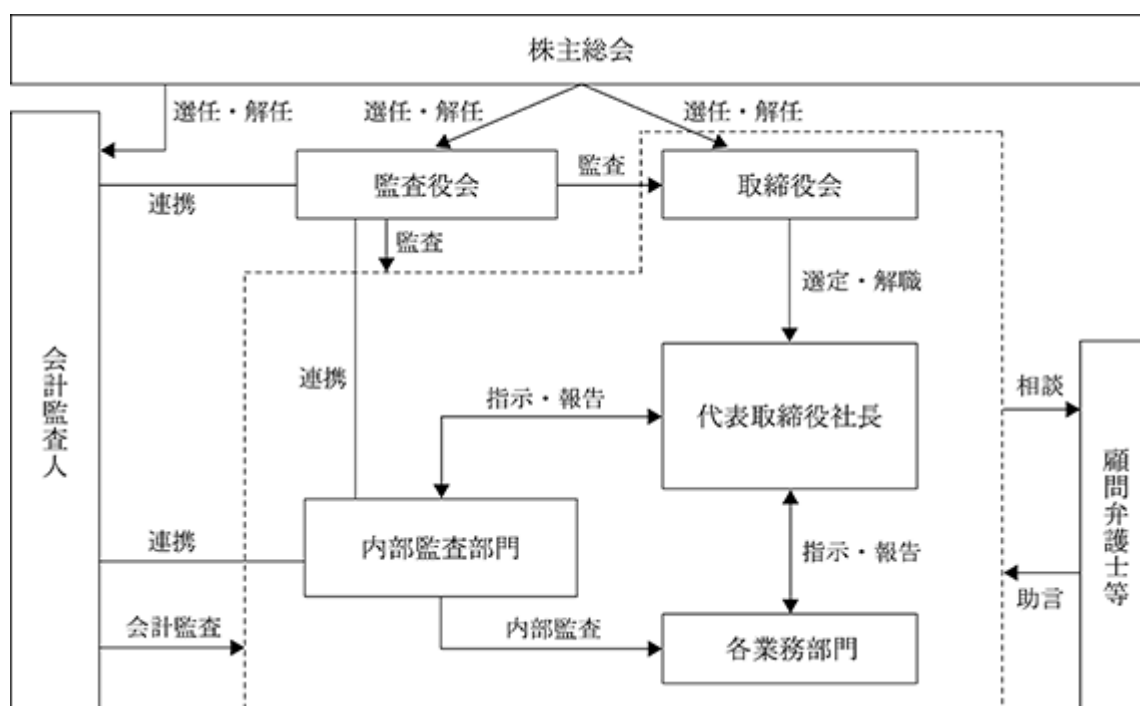 株主総会
選任・解任
選任・解任
選任・解任
監査役会
監査
取締役会
連携
監査
選定・解職
会計監査人
連携
指示・報告
代表取締役社長
相談
顧問弁護士等
連携
内部監査部門
指示・報告
助言
会計監査
内部監査
各業務部門